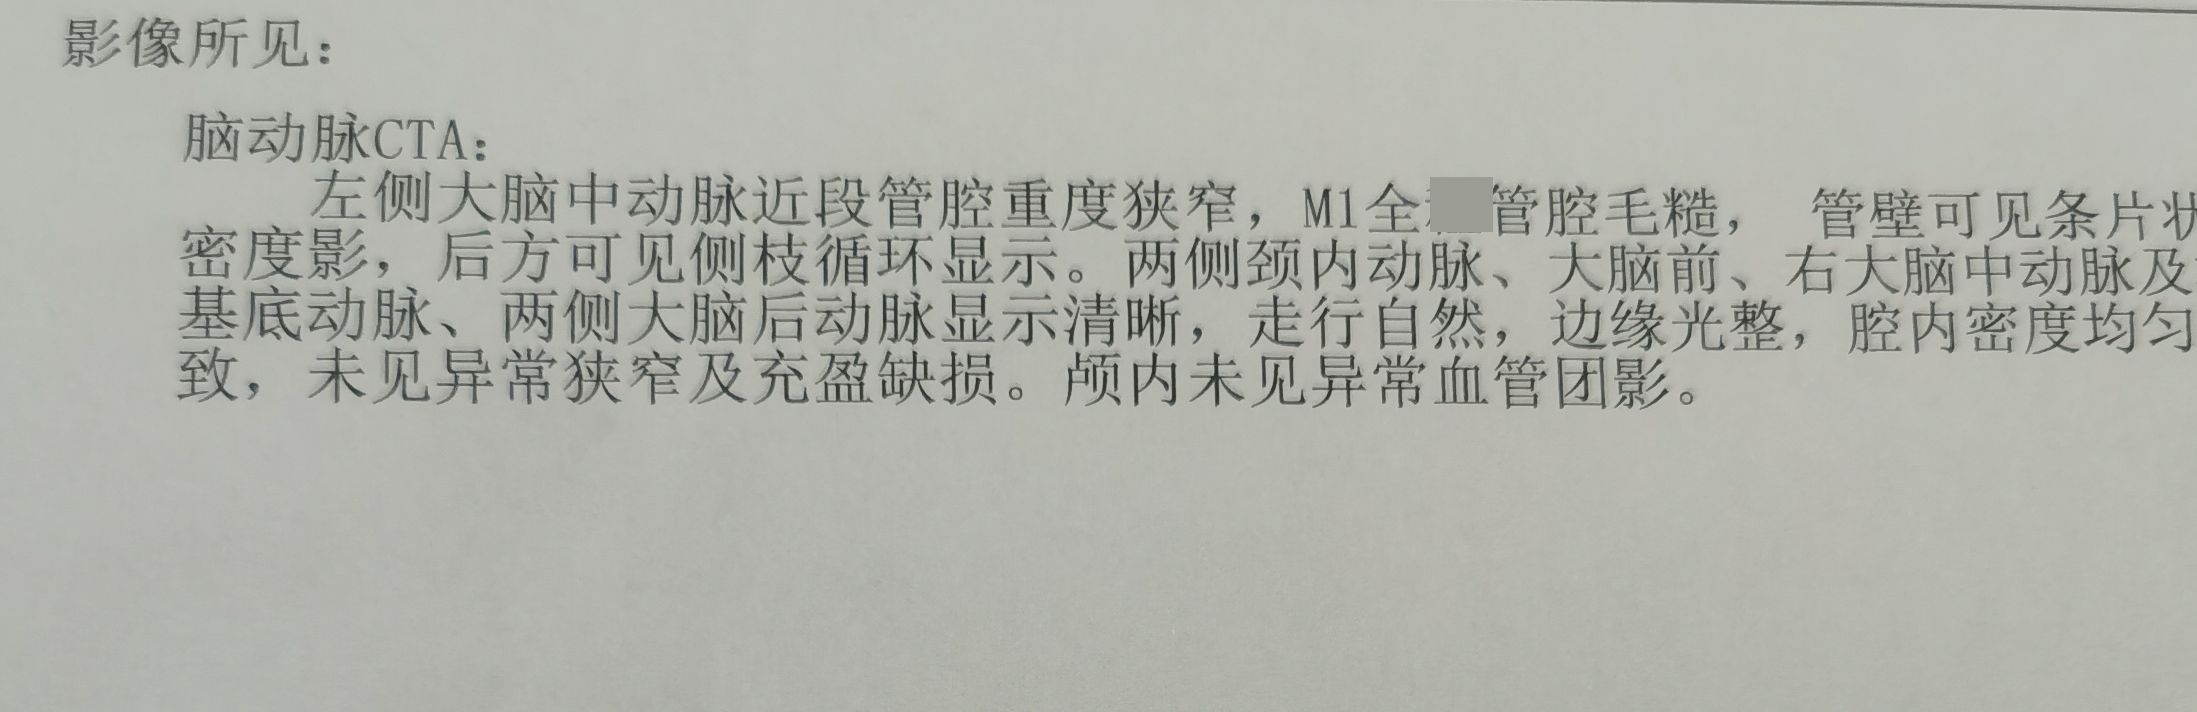 影像所见：
脑动脉CTA：
左侧大脑中动脉近段管腔重度狭窄，M1全 管腔毛糙， 管壁可见条片状
密度影，后方可见侧枝循环显示。两侧颈内动脉、大脑前、右大脑中动脉及
基底动脉、两侧大脑后动脉显示清晰，走行自然，边缘光整，腔内密度均匀
致，未见异常狭窄及充盈缺损。颅内未见异常血管团影。